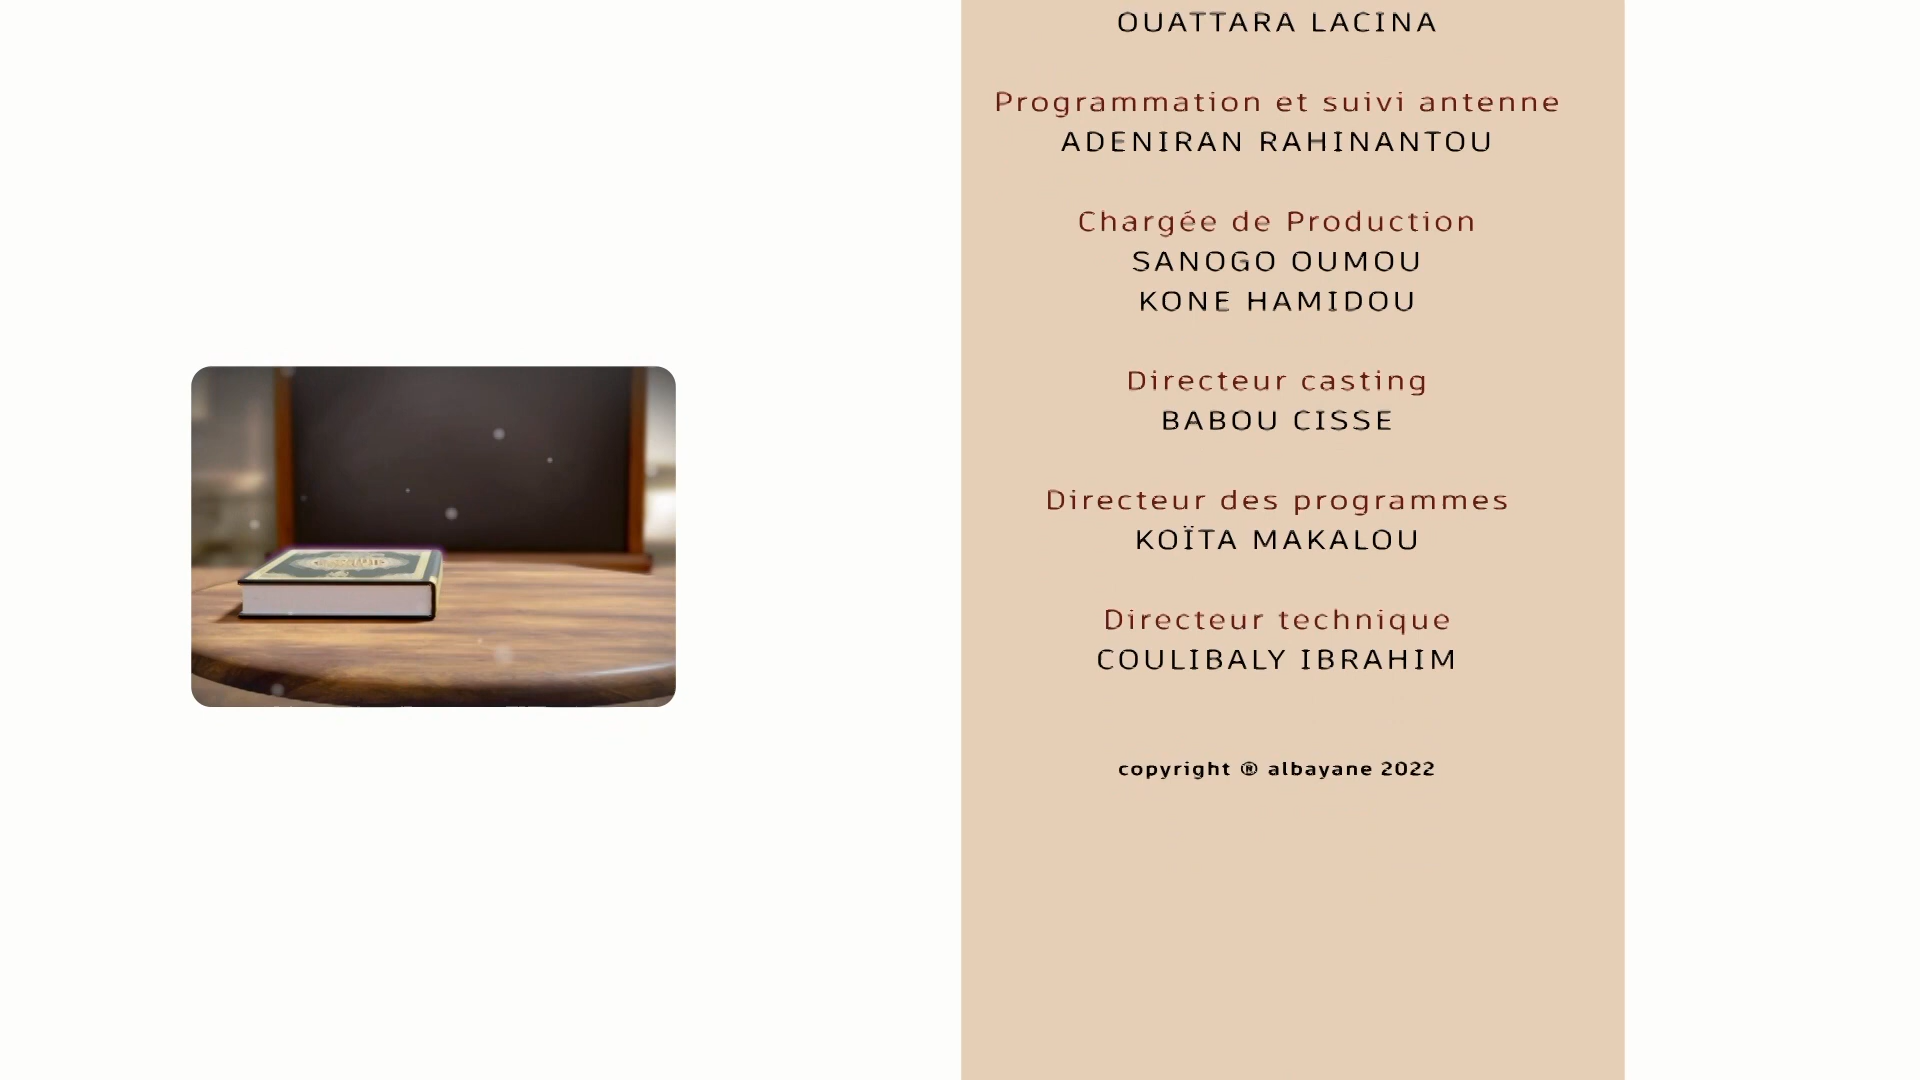 OUATTARA LACINA
Programmation et suivi antenne
ADENIRAN RAHINANTOU
Chargée de Production
SANOGO OUMOU
KONE HAMIDOU
Directeur casting
BABOU CISSE
Directeur des programmes
KOÏTA MAKALOU
Directeur technique
COULIBALY IBRAHIM
copyright ® albayane 2022